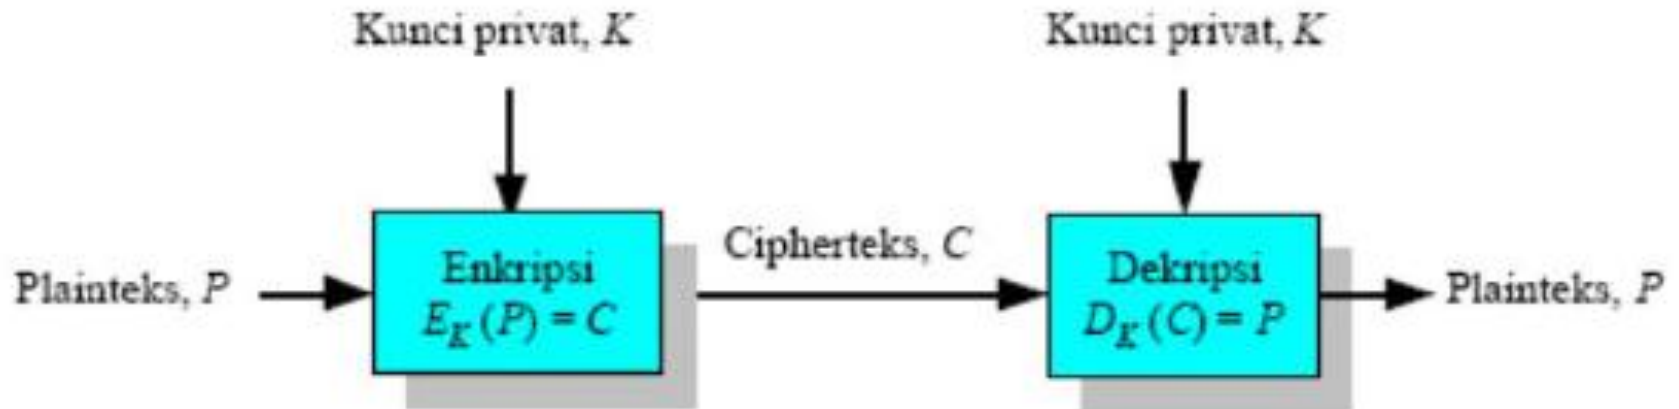 Kunci privat, K
Kunci privat, K
Plainteks, P
Enkripsi
E_K (P) = C
Cipherteks, C
Dekripsi
D_K (C) = P
Plainteks, P